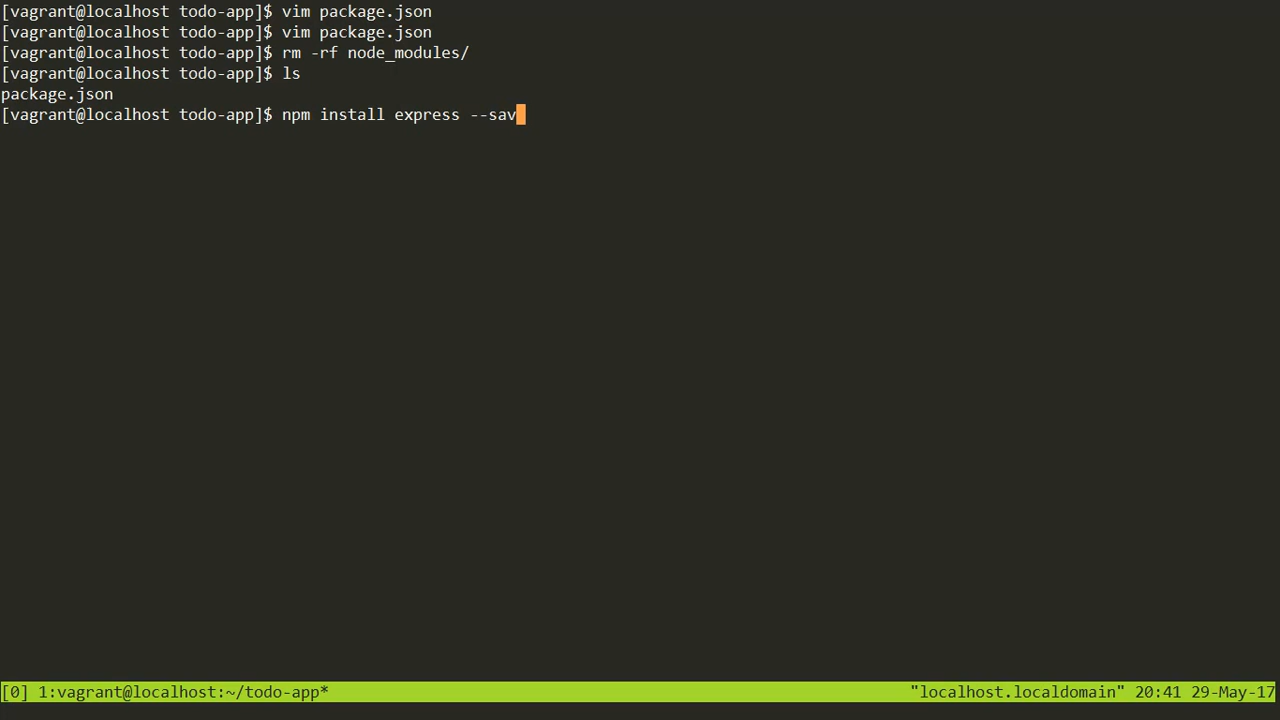 [vagrant@localhost todo-app]$ vim package.json
[vagrant@localhost todo-app]$ vim package.json
[vagrant@localhost todo-app]$ rm -rf node_modules/
[vagrant@localhost todo-app]$ ls
package.json
[vagrant@localhost todo-app]$ npm install express --sav
[0] 1:vagrant@localhost:~/todo-app* "localhost.localdomain" 20:41 29-May-17